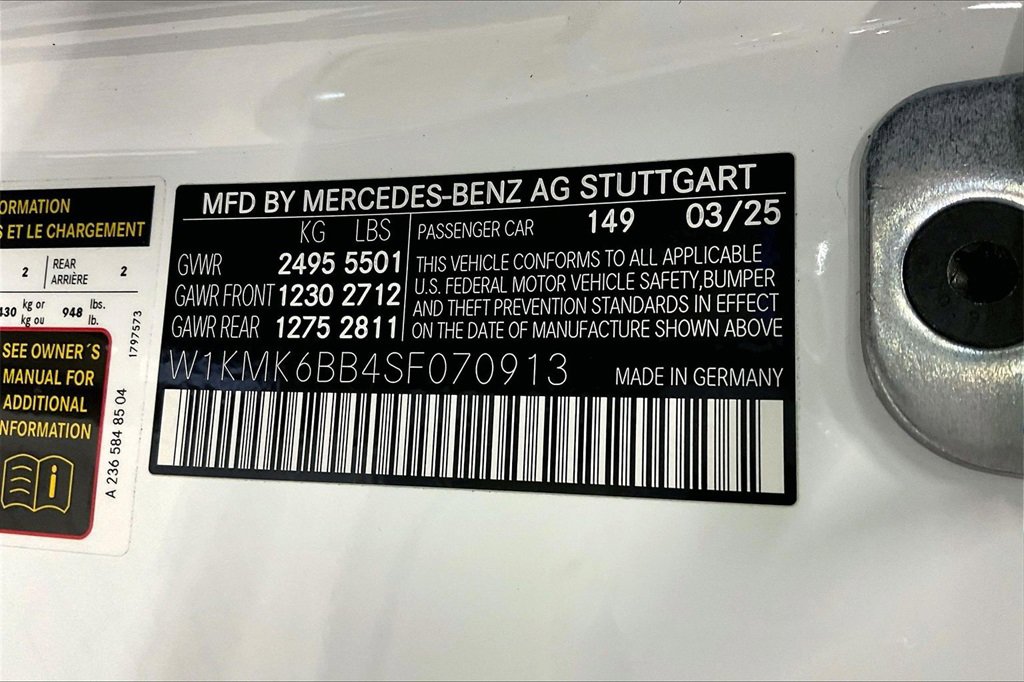 ORMATION
S ET LE CHARGEMENT
2 REAR ARRIÈRE 2
430 kg or kg ou 948 lbs. lb.
1797573
SEE OWNER´S
MANUAL FOR
ADDITIONAL
NFORMATION
i
A 236 584 85 04
MFD BY MERCEDES-BENZ AG STUTTGART
KG LBS
GVWR 2495 5501
GAWR FRONT 1230 2712
GAWR REAR 1275 2811
PASSENGER CAR 149 03/25
THIS VEHICLE CONFORMS TO ALL APPLICABLE
U.S. FEDERAL MOTOR VEHICLE SAFETY,BUMPER
AND THEFT PREVENTION STANDARDS IN EFFECT
ON THE DATE OF MANUFACTURE SHOWN ABOVE
W1KMK6BB4SF070913
MADE IN GERMANY